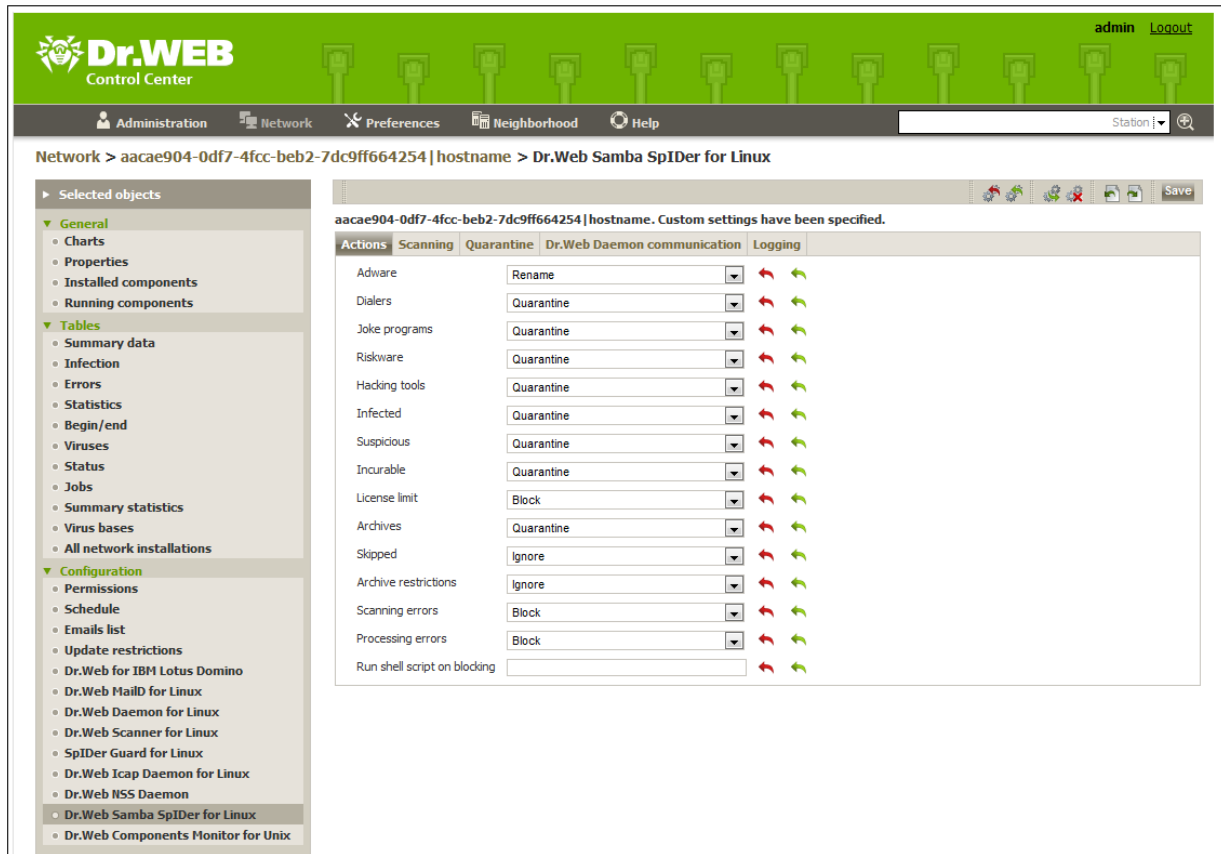 admin Logout
Dr.WEB
Control Center
Administration Network Preferences Neighborhood Help Station
Network > aacae904-0df7-4fcc-beb2-7dc9ff664254|hostname > Dr.Web Samba SpIDer for Linux
Selected objects
General
Charts
Properties
Installed components
Running components
Tables
Summary data
Infection
Errors
Statistics
Begin/end
Viruses
Status
Jobs
Summary statistics
Virus bases
All network installations
Configuration
Permissions
Schedule
Emails list
Update restrictions
Dr.Web for IBM Lotus Domino
Dr.Web MailD for Linux
Dr.Web Daemon for Linux
Dr.Web Scanner for Linux
SpIDer Guard for Linux
Dr.Web Icap Daemon for Linux
Dr.Web NSS Daemon
Dr.Web Samba SpIDer for Linux
Dr.Web Components Monitor for Unix
Save
aacae904-0df7-4fcc-beb2-7dc9ff664254|hostname. Custom settings have been specified.
Actions Scanning Quarantine Dr.Web Daemon communication Logging
Adware Rename
Dialers Quarantine
Joke programs Quarantine
Riskware Quarantine
Hacking tools Quarantine
Infected Quarantine
Suspicious Quarantine
Incurable Quarantine
License limit Block
Archives Quarantine
Skipped Ignore
Archive restrictions Ignore
Scanning errors Block
Processing errors Block
Run shell script on blocking